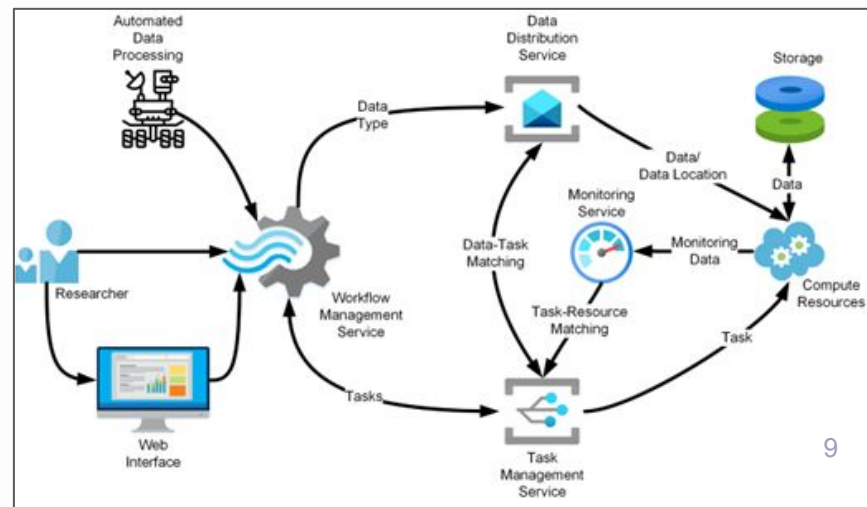 Automated
Data
Processing
Data
Distribution
Service
Storage
Data
Type
Data/
Data Location
Data
Monitoring
Service
Monitoring
Data
Data-Task
Matching
Compute
Resources
Researcher
Workflow
Management
Service
Task-Resource
Matching
Task
Tasks
Web
Interface
Task
Management
Service
9